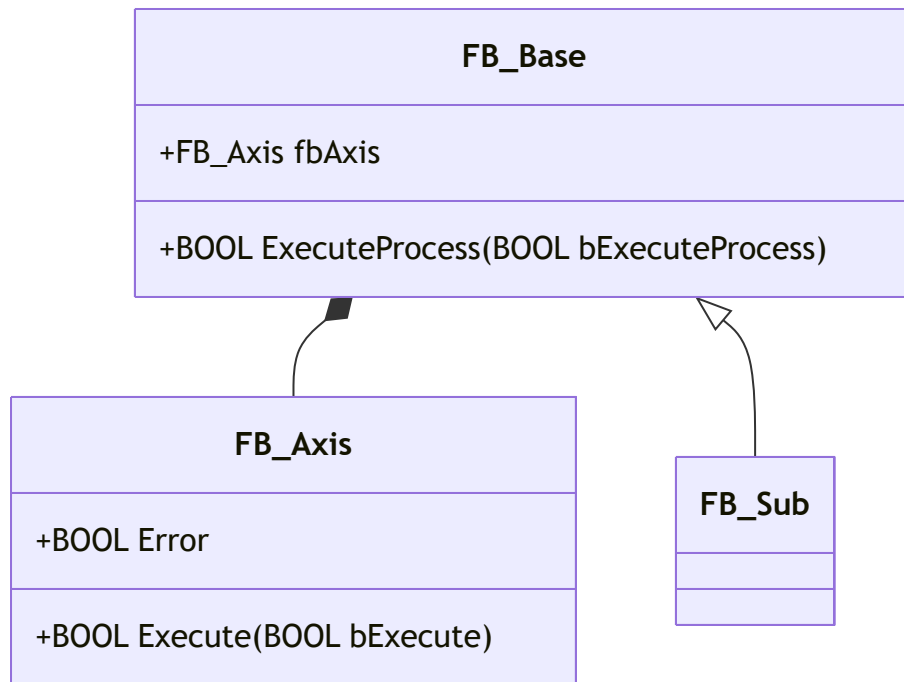 FB_Base
+FB_Axis fbAxis
+BOOL ExecuteProcess(BOOL bExecuteProcess)
FB_Axis
+BOOL Error
+BOOL Execute(BOOL bExecute)
FB_Sub